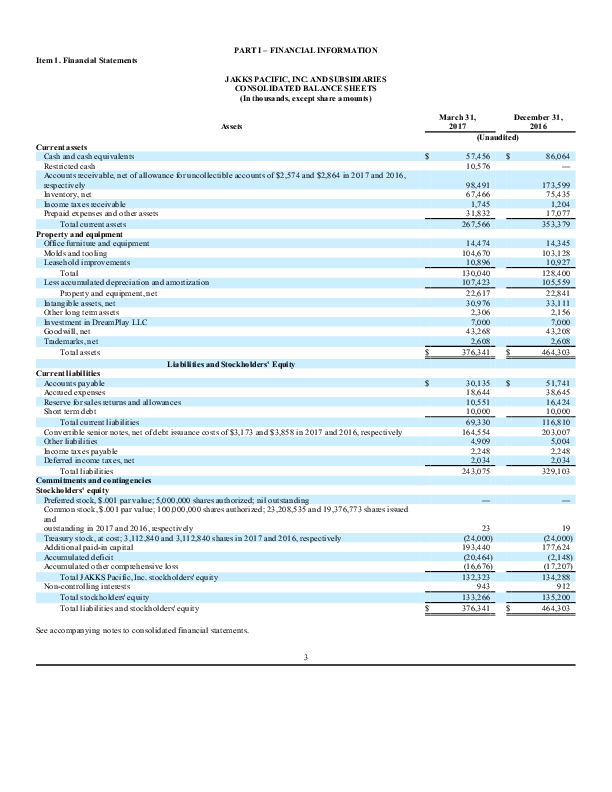 PART I – FINANCIAL INFORMATION
Item 1. Financial Statements
JAKKS PACIFIC, INC. AND SUBSIDIARIES
CONSOLIDATED BALANCE SHEETS
(In thousands, except share amounts)
Assets March 31, 2017 December 31, 2016
(Unaudited)
Current assets
Cash and cash equivalents $ 57,456 $ 86,064
Restricted cash 10,576 —
Accounts receivable, net of allowance for uncollectible accounts of $2,574 and $2,864 in 2017 and 2016,
respectively 98,491 173,599
Inventory, net 67,466 75,435
Income taxes receivable 1,745 1,204
Prepaid expenses and other assets 31,832 17,077
Total current assets 267,566 353,379
Property and equipment
Office furniture and equipment 14,474 14,345
Molds and tooling 104,670 103,128
Leasehold improvements 10,896 10,927
Total 130,040 128,400
Less accumulated depreciation and amortization 107,423 105,559
Property and equipment, net 22,617 22,841
Intangible assets, net 30,976 33,111
Other long term assets 2,306 2,156
Investment in DreamPlay LLC 7,000 7,000
Goodwill, net 43,268 43,208
Trademarks, net 2,608 2,608
Total assets $ 376,341 $ 464,303
Liabilities and Stockholders' Equity
Current liabilities
Accounts payable $ 30,135 $ 51,741
Accrued expenses 18,644 38,645
Reserve for sales returns and allowances 10,551 16,424
Short term debt 10,000 10,000
Total current liabilities 69,330 116,810
Convertible senior notes, net of debt issuance costs of $3,173 and $3,858 in 2017 and 2016, respectively 164,554 203,007
Other liabilities 4,909 5,004
Income taxes payable 2,248 2,248
Deferred income taxes, net 2,034 2,034
Total liabilities 243,075 329,103
Commitments and contingencies
Stockholders' equity
Preferred stock, $.001 par value; 5,000,000 shares authorized; nil outstanding — —
Common stock, $.001 par value; 100,000,000 shares authorized; 23,208,535 and 19,376,773 shares issued
and
outstanding in 2017 and 2016, respectively 23 19
Treasury stock, at cost; 3,112,840 and 3,112,840 shares in 2017 and 2016, respectively (24,000) (24,000)
Additional paid-in capital 193,440 177,624
Accumulated deficit (20,464) (2,148)
Accumulated other comprehensive loss (16,676) (17,207)
Total JAKKS Pacific, Inc. stockholders' equity 132,323 134,288
Non-controlling interests 943 912
Total stockholders' equity 133,266 135,200
Total liabilities and stockholders' equity $ 376,341 $ 464,303
See accompanying notes to consolidated financial statements.
3